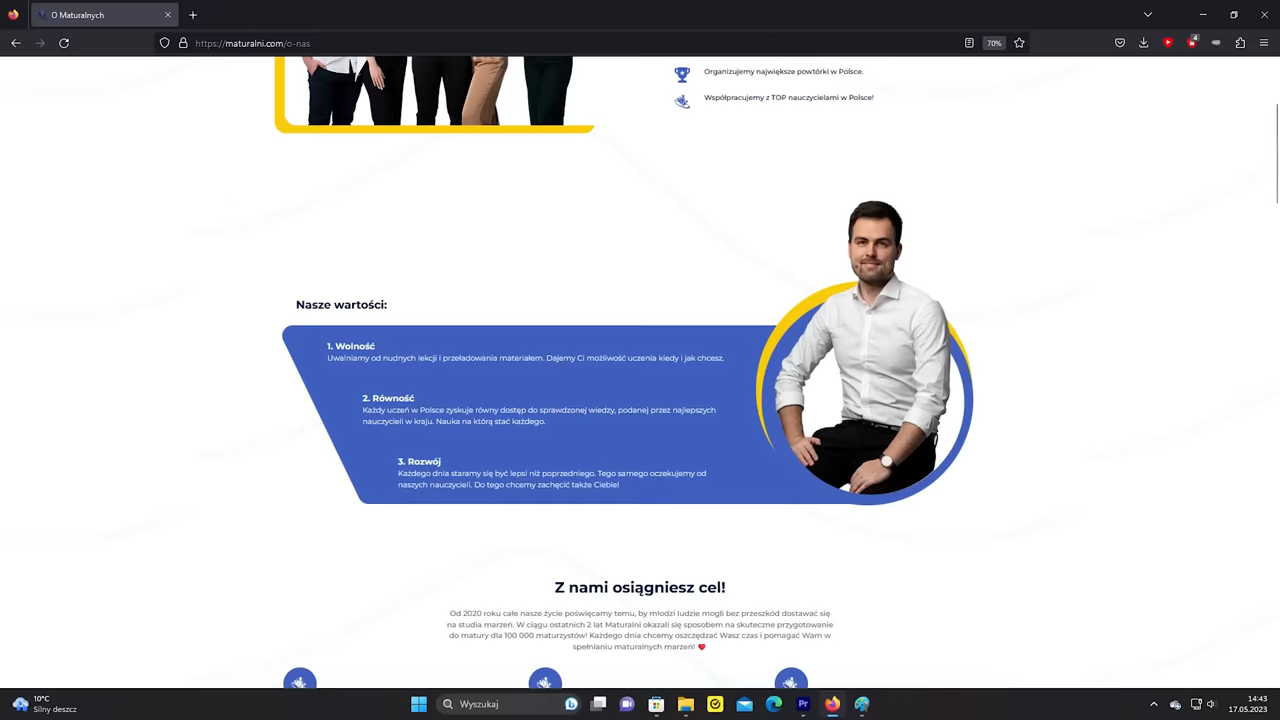 O Maturalnych
https://maturalni.com/o-nas
70%
4
Organizujemy największe powtórki w Polsce.
Współpracujemy z TOP nauczycielami w Polsce!
Nasze wartości:
1. Wolność
Uwalniamy od nudnych lekcji i przeładowania materiałem. Dajemy Ci możliwość uczenia kiedy i jak chcesz.
2. Równość
Każdy uczeń w Polsce zyskuje równy dostęp do sprawdzonej wiedzy, podanej przez najlepszych
nauczycieli w kraju. Nauka na którą stać każdego.
3. Rozwój
Każdego dnia staramy się być lepsi niż poprzedniego. Tego samego oczekujemy od
naszych nauczycieli. Do tego chcemy zachęcić także Ciebie!
Z nami osiągniesz cel!
Od 2020 roku całe nasze życie poświęcamy temu, by młodzi ludzie mogli bez przeszkód dostawać się
na studia marzeń. W ciągu ostatnich 2 lat Maturalni okazali się sposobem na skuteczne przygotowanie
do matury dla 100 000 maturzystów! Każdego dnia chcemy oszczędzać Wasz czas i pomagać Wam w
spełnianiu maturalnych marzeń! ❤
10°C
Silny deszcz
Wyszukaj
Pr
14:43
17.05.2023